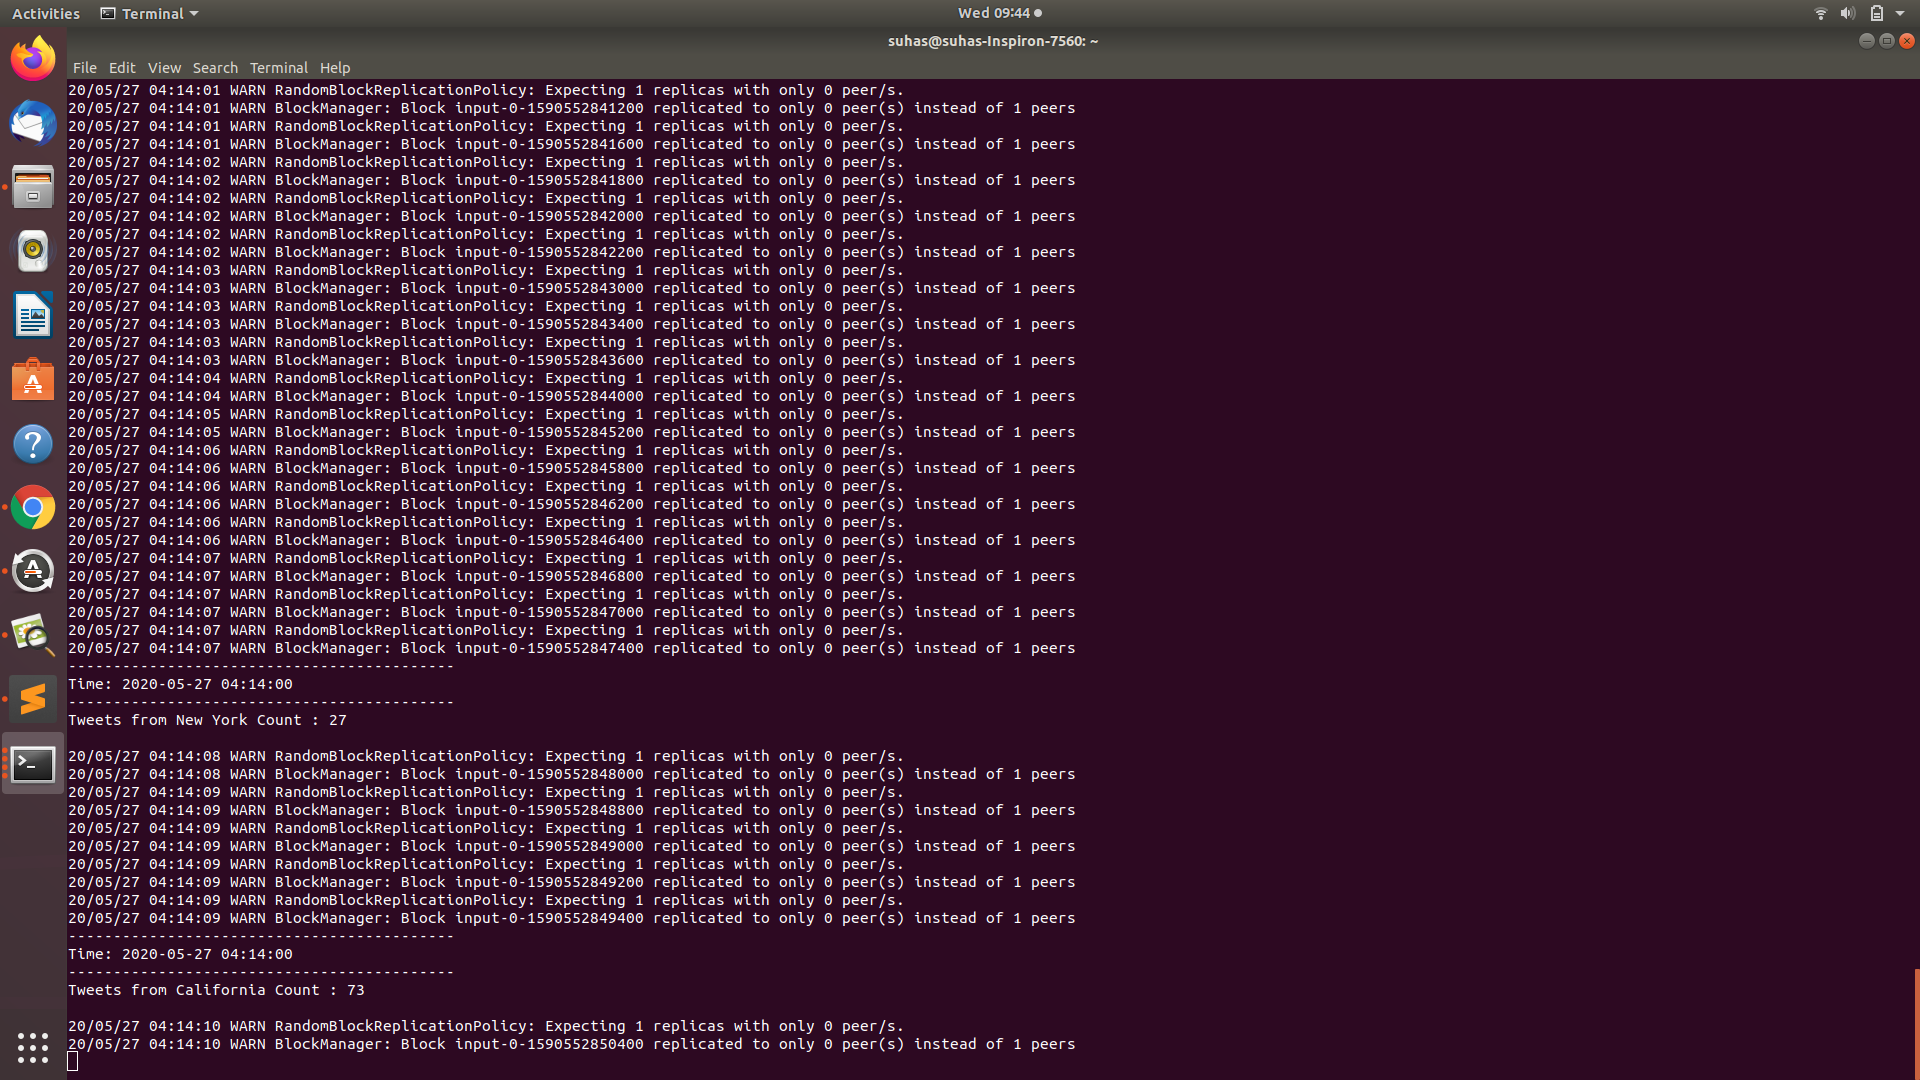 Activities Terminal Wed 09:44
suhas@suhas-Inspiron-7560: ~
File Edit View Search Terminal Help
20/05/27 04:14:01 WARN RandomBlockReplicationPolicy: Expecting 1 replicas with only 0 peer/s.
20/05/27 04:14:01 WARN BlockManager: Block input-0-1590552841200 replicated to only 0 peer(s) instead of 1 peers
20/05/27 04:14:01 WARN RandomBlockReplicationPolicy: Expecting 1 replicas with only 0 peer/s.
20/05/27 04:14:01 WARN BlockManager: Block input-0-1590552841600 replicated to only 0 peer(s) instead of 1 peers
20/05/27 04:14:02 WARN RandomBlockReplicationPolicy: Expecting 1 replicas with only 0 peer/s.
20/05/27 04:14:02 WARN BlockManager: Block input-0-1590552841800 replicated to only 0 peer(s) instead of 1 peers
20/05/27 04:14:02 WARN RandomBlockReplicationPolicy: Expecting 1 replicas with only 0 peer/s.
20/05/27 04:14:02 WARN BlockManager: Block input-0-1590552842000 replicated to only 0 peer(s) instead of 1 peers
20/05/27 04:14:02 WARN RandomBlockReplicationPolicy: Expecting 1 replicas with only 0 peer/s.
20/05/27 04:14:02 WARN BlockManager: Block input-0-1590552842200 replicated to only 0 peer(s) instead of 1 peers
20/05/27 04:14:03 WARN RandomBlockReplicationPolicy: Expecting 1 replicas with only 0 peer/s.
20/05/27 04:14:03 WARN BlockManager: Block input-0-1590552843000 replicated to only 0 peer(s) instead of 1 peers
20/05/27 04:14:03 WARN RandomBlockReplicationPolicy: Expecting 1 replicas with only 0 peer/s.
20/05/27 04:14:03 WARN BlockManager: Block input-0-1590552843400 replicated to only 0 peer(s) instead of 1 peers
20/05/27 04:14:03 WARN RandomBlockReplicationPolicy: Expecting 1 replicas with only 0 peer/s.
20/05/27 04:14:03 WARN BlockManager: Block input-0-1590552843600 replicated to only 0 peer(s) instead of 1 peers
20/05/27 04:14:04 WARN RandomBlockReplicationPolicy: Expecting 1 replicas with only 0 peer/s.
20/05/27 04:14:04 WARN BlockManager: Block input-0-1590552844000 replicated to only 0 peer(s) instead of 1 peers
20/05/27 04:14:05 WARN RandomBlockReplicationPolicy: Expecting 1 replicas with only 0 peer/s.
20/05/27 04:14:05 WARN BlockManager: Block input-0-1590552845200 replicated to only 0 peer(s) instead of 1 peers
20/05/27 04:14:06 WARN RandomBlockReplicationPolicy: Expecting 1 replicas with only 0 peer/s.
20/05/27 04:14:06 WARN BlockManager: Block input-0-1590552845800 replicated to only 0 peer(s) instead of 1 peers
20/05/27 04:14:06 WARN RandomBlockReplicationPolicy: Expecting 1 replicas with only 0 peer/s.
20/05/27 04:14:06 WARN BlockManager: Block input-0-1590552846200 replicated to only 0 peer(s) instead of 1 peers
20/05/27 04:14:06 WARN RandomBlockReplicationPolicy: Expecting 1 replicas with only 0 peer/s.
20/05/27 04:14:06 WARN BlockManager: Block input-0-1590552846400 replicated to only 0 peer(s) instead of 1 peers
20/05/27 04:14:07 WARN RandomBlockReplicationPolicy: Expecting 1 replicas with only 0 peer/s.
20/05/27 04:14:07 WARN BlockManager: Block input-0-1590552846800 replicated to only 0 peer(s) instead of 1 peers
20/05/27 04:14:07 WARN RandomBlockReplicationPolicy: Expecting 1 replicas with only 0 peer/s.
20/05/27 04:14:07 WARN BlockManager: Block input-0-1590552847000 replicated to only 0 peer(s) instead of 1 peers
20/05/27 04:14:07 WARN RandomBlockReplicationPolicy: Expecting 1 replicas with only 0 peer/s.
20/05/27 04:14:07 WARN BlockManager: Block input-0-1590552847400 replicated to only 0 peer(s) instead of 1 peers
-------------------------------------------
Time: 2020-05-27 04:14:00
-------------------------------------------
Tweets from New York Count : 27
20/05/27 04:14:08 WARN RandomBlockReplicationPolicy: Expecting 1 replicas with only 0 peer/s.
20/05/27 04:14:08 WARN BlockManager: Block input-0-1590552848000 replicated to only 0 peer(s) instead of 1 peers
20/05/27 04:14:09 WARN RandomBlockReplicationPolicy: Expecting 1 replicas with only 0 peer/s.
20/05/27 04:14:09 WARN BlockManager: Block input-0-1590552848800 replicated to only 0 peer(s) instead of 1 peers
20/05/27 04:14:09 WARN RandomBlockReplicationPolicy: Expecting 1 replicas with only 0 peer/s.
20/05/27 04:14:09 WARN BlockManager: Block input-0-1590552849000 replicated to only 0 peer(s) instead of 1 peers
20/05/27 04:14:09 WARN RandomBlockReplicationPolicy: Expecting 1 replicas with only 0 peer/s.
20/05/27 04:14:09 WARN BlockManager: Block input-0-1590552849200 replicated to only 0 peer(s) instead of 1 peers
20/05/27 04:14:09 WARN RandomBlockReplicationPolicy: Expecting 1 replicas with only 0 peer/s.
20/05/27 04:14:09 WARN BlockManager: Block input-0-1590552849400 replicated to only 0 peer(s) instead of 1 peers
-------------------------------------------
Time: 2020-05-27 04:14:00
-------------------------------------------
Tweets from California Count : 73
20/05/27 04:14:10 WARN RandomBlockReplicationPolicy: Expecting 1 replicas with only 0 peer/s.
20/05/27 04:14:10 WARN BlockManager: Block input-0-1590552850400 replicated to only 0 peer(s) instead of 1 peers